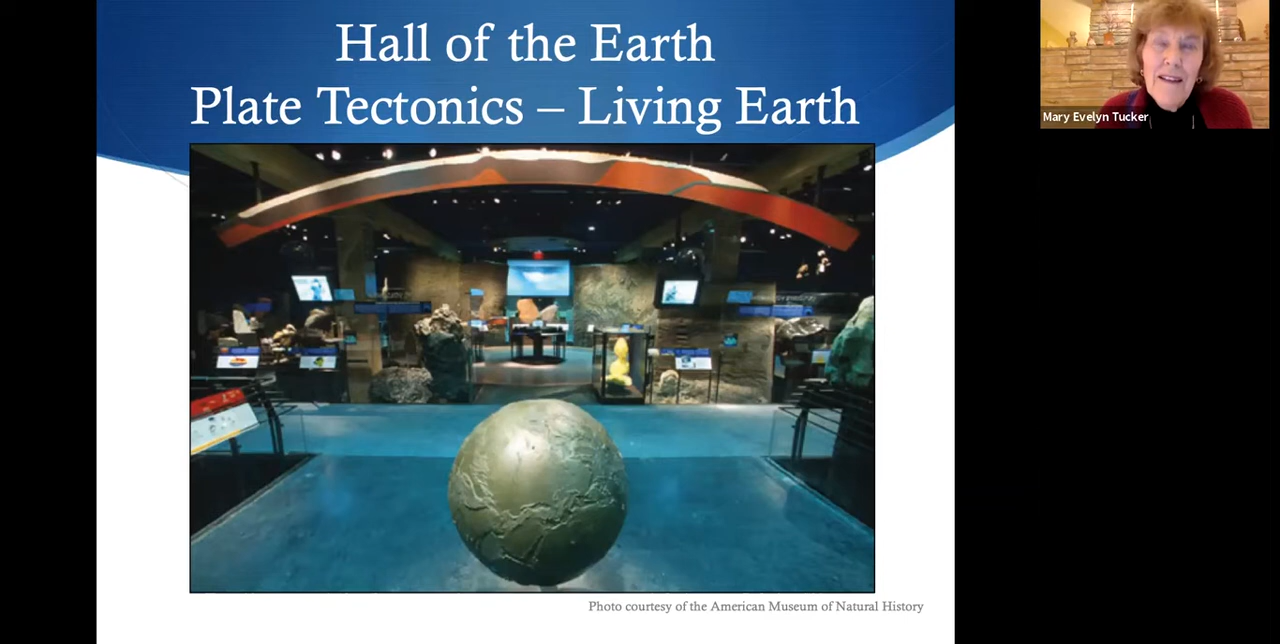 Hall of the Earth
Plate Tectonics – Living Earth
Mary Evelyn Tucker
Photo courtesy of the American Museum of Natural History